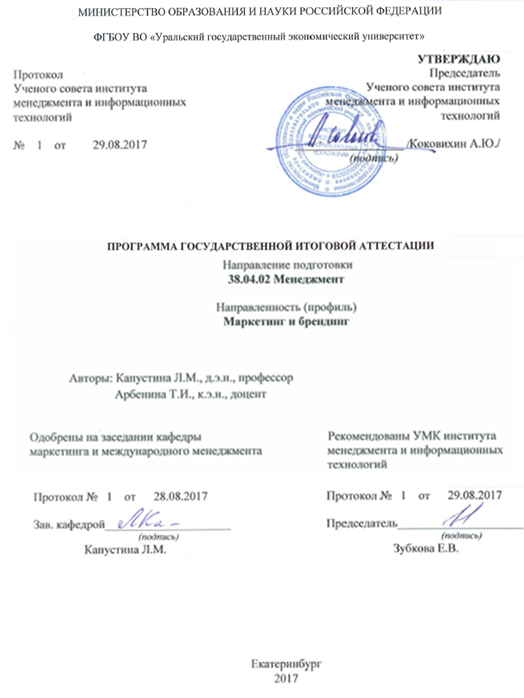 МИНИСТЕРСТВО ОБРАЗОВАНИЯ И НАУКИ РОССИЙСКОЙ ФЕДЕРАЦИИ
ФГБОУ ВО «Уральский государственный экономический университет»
УТВЕРЖДАЮ
Протокол
Ученого совета института
менеджмента и информационных
технологий
№ 1 от 29.08.2017
Председатель
Ученого совета института
менеджмента и информационных
технологий
/Коковихин А.Ю./
(подпись)
ПРОГРАММА ГОСУДАРСТВЕННОЙ ИТОГОВОЙ АТТЕСТАЦИИ
Направление подготовки
38.04.02 Менеджмент
Направленность (профиль)
Маркетинг и брендинг
Авторы: Капустина Л.М., д.э.н., профессор
Арбенина Т.И., к.э.н., доцент
Одобрены на заседании кафедры
маркетинга и международного менеджмента
Протокол № 1 от 28.08.2017
Зав. кафедрой
(подпись)
Капустина Л.М.
Рекомендованы УМК института
менеджмента и информационных
технологий
Протокол № 1 от 29.08.2017
Председатель
(подпись)
Зубкова Е.В.
Екатеринбург
2017